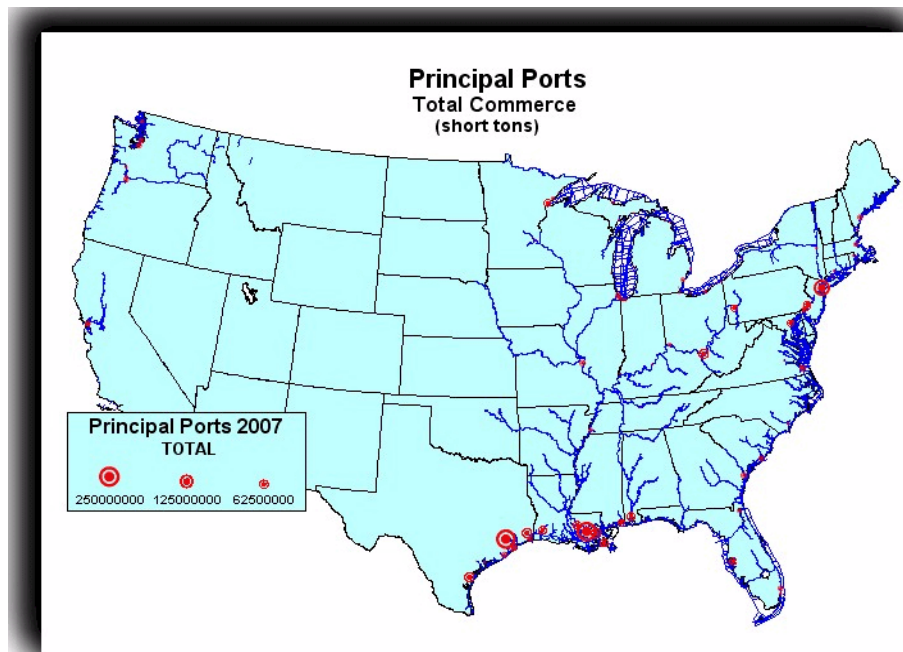 Principal Ports
Total Commerce
(short tons)
Principal Ports 2007
TOTAL
250000000 125000000 62500000